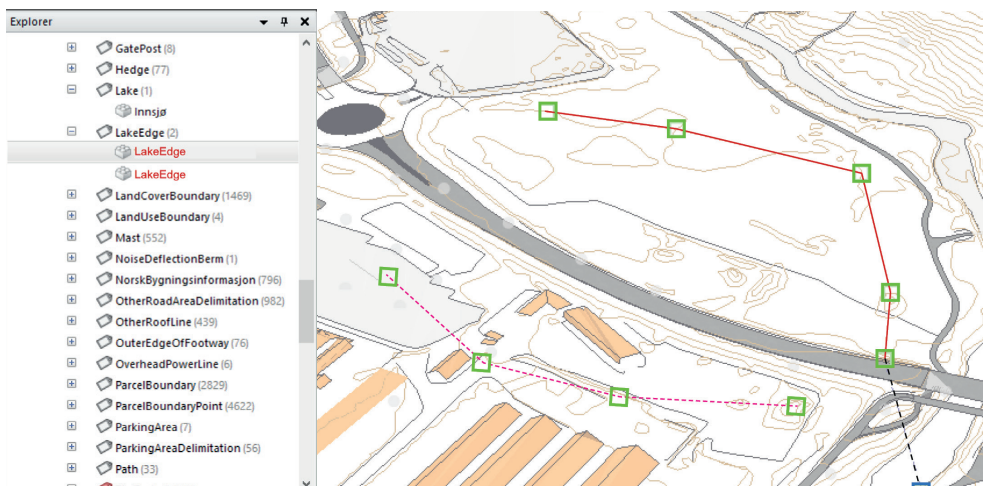 Explorer
GatePost (8)
Hedge (77)
Lake (1)
Innsjø
LakeEdge (2)
LakeEdge
LakeEdge
LandCoverBoundary (1469)
LandUseBoundary (4)
Mast (552)
NoiseDeflectionBerm (1)
NorskBygningsinformasjon (796)
OtherRoadAreaDelimitation (982)
OtherRoofLine (439)
OuterEdgeOfFootway (76)
OverheadPowerLine (6)
ParcelBoundary (2829)
ParcelBoundaryPoint (4622)
ParkingArea (7)
ParkingAreaDelimitation (56)
Path (33)